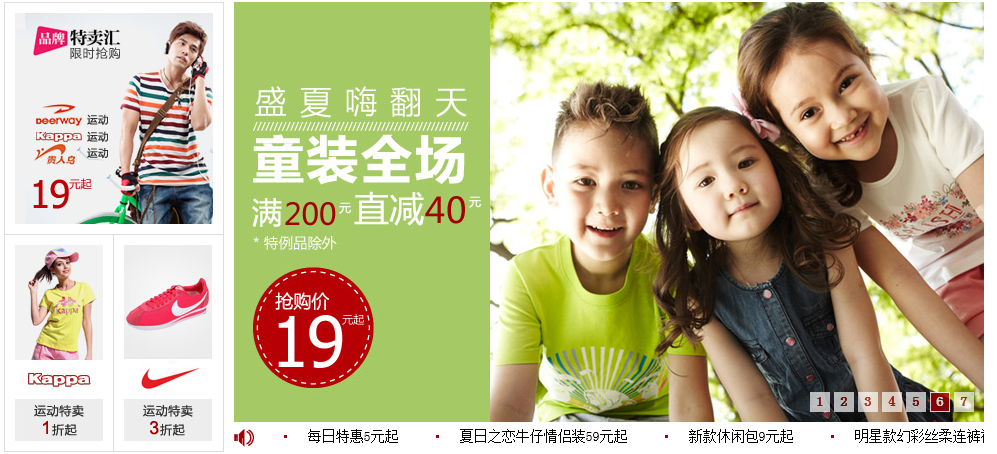 品牌 特卖汇
限时抢购
Deerway 运动
Kappa 运动
贵人鸟 运动
19元起
Kappa
运动特卖
1折起
运动特卖
3折起
盛夏嗨翻天
童装全场
满200元 直减40元
* 特例品除外
抢购价
19元起
1 2 3 4 5 6 7
· 每日特惠5元起 · 夏日之恋牛仔情侣装59元起 · 新款休闲包9元起 · 明星款幻彩丝柔连裤